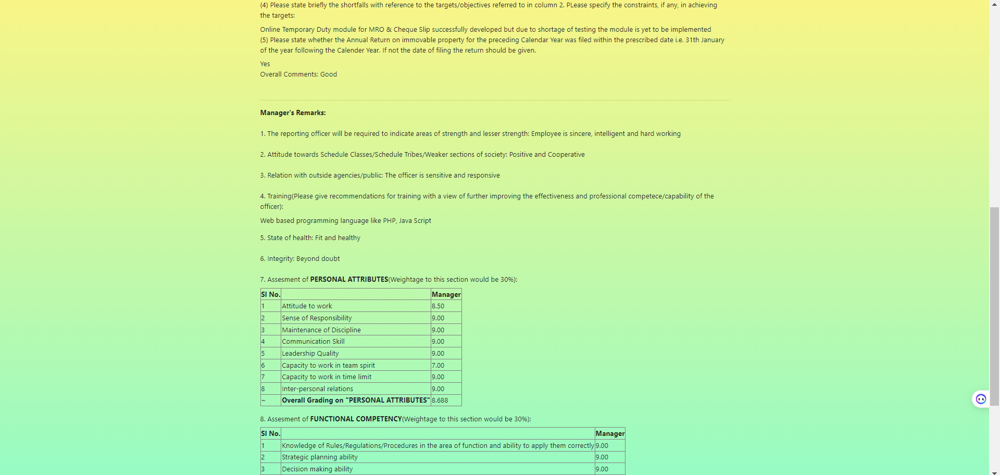 (4) Please state briefly the shortfalls with reference to the targets/objectives referred to in column 2. PLease specify the constraints, if any, in achieving
the targets:
Online Temporary Duty module for MRO & Cheque Slip successfully developed but due to shortage of testing the module is yet to be implemented
(5) Please state whether the Annual Return on immovable property for the preceding Calendar Year was filed within the prescribed date i.e. 31th January
of the year following the Calender Year. If not the date of filing the return should be given.
Yes
Overall Comments: Good
Manager's Remarks:
1. The reporting officer will be required to indicate areas of strength and lesser strength: Employee is sincere, intelligent and hard working
2. Attitude towards Schedule Classes/Schedule Tribes/Weaker sections of society: Positive and Cooperative
3. Relation with outside agencies/public: The officer is sensitive and responsive
4. Training(Please give recommendations for training with a view of further improving the effectiveness and professional competece/capability of the
officer):
Web based programming language like PHP, Java Script
5. State of health: Fit and healthy
6. Integrity: Beyond doubt
7. Assesment of PERSONAL ATTRIBUTES(Weightage to this section would be 30%):
Sl No. Manager
1 Attitude to work 8.50
2 Sense of Responsibility 9.00
3 Maintenance of Discipline 9.00
4 Communication Skill 9.00
5 Leadership Quality 9.00
6 Capacity to work in team spirit 7.00
7 Capacity to work in time limit 9.00
8 Inter-personal relations 9.00
~ Overall Grading on "PERSONAL ATTRIBUTES" 8.688
8. Assesment of FUNCTIONAL COMPETENCY(Weightage to this section would be 30%):
Sl No. Manager
1 Knowledge of Rules/Regulations/Procedures in the area of function and ability to apply them correctly 9.00
2 Strategic planning ability 9.00
3 Decision making ability 9.00